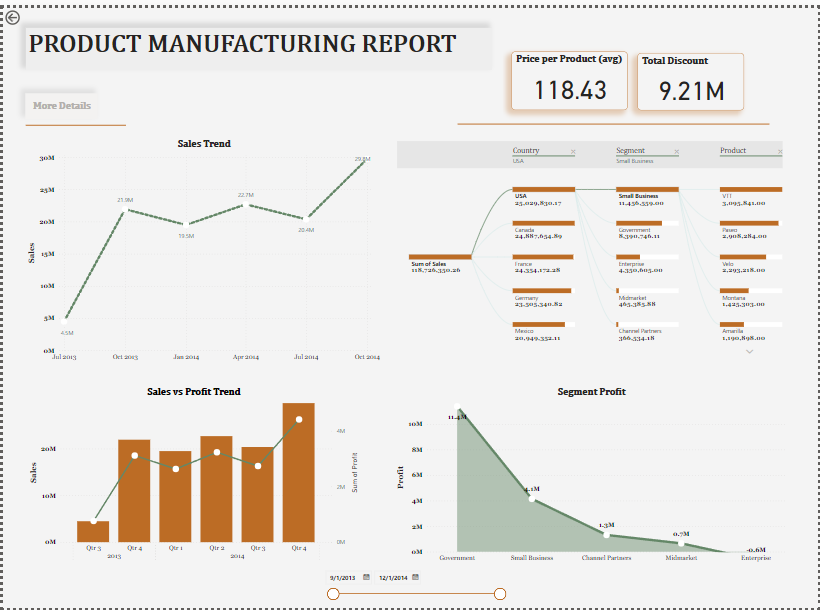 PRODUCT MANUFACTURING REPORT
Price per Product (avg)
118.43
Total Discount
9.21M
More Details
Sales Trend
Sales
30M
25M
20M
15M
10M
5M
0M
4.5M
21.9M
19.5M
22.7M
20.4M
29.8M
Jul 2013
Oct 2013
Jan 2014
Apr 2014
Jul 2014
Oct 2014
Country
USA
Segment
Small Business
Product
Sum of Sales
118,726,350.26
USA
25,029,830.17
Canada
24,887,654.89
France
24,354,172.28
Germany
23,505,340.82
Mexico
20,949,352.11
Small Business
11,456,559.00
Government
8,390,746.11
Enterprise
4,350,605.00
Midmarket
465,385.88
Channel Partners
366,534.18
VTT
3,095,841.00
Paseo
2,908,284.00
Velo
2,293,218.00
Montana
1,425,303.00
Amarilla
1,190,898.00
Sales vs Profit Trend
Sales
20M
10M
0M
Sum of Profit
4M
2M
0M
Qtr 3
Qtr 4
Qtr 1
Qtr 2
Qtr 3
Qtr 4
2013
2014
Segment Profit
Profit
10M
8M
6M
4M
2M
0M
11.4M
4.1M
1.3M
0.7M
-0.6M
Government
Small Business
Channel Partners
Midmarket
Enterprise
9/1/2013
12/1/2014